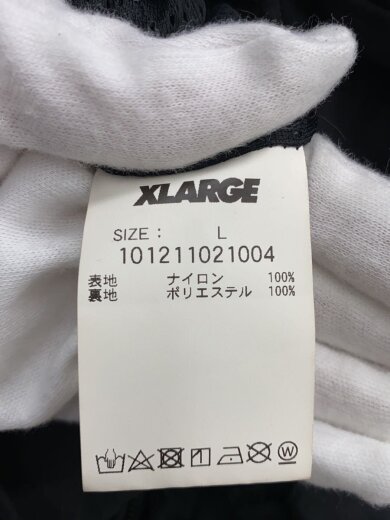 XLARGE
SIZE： L
101211021004
表地 ナイロン 100%
裏地 ポリエステル 100%
W